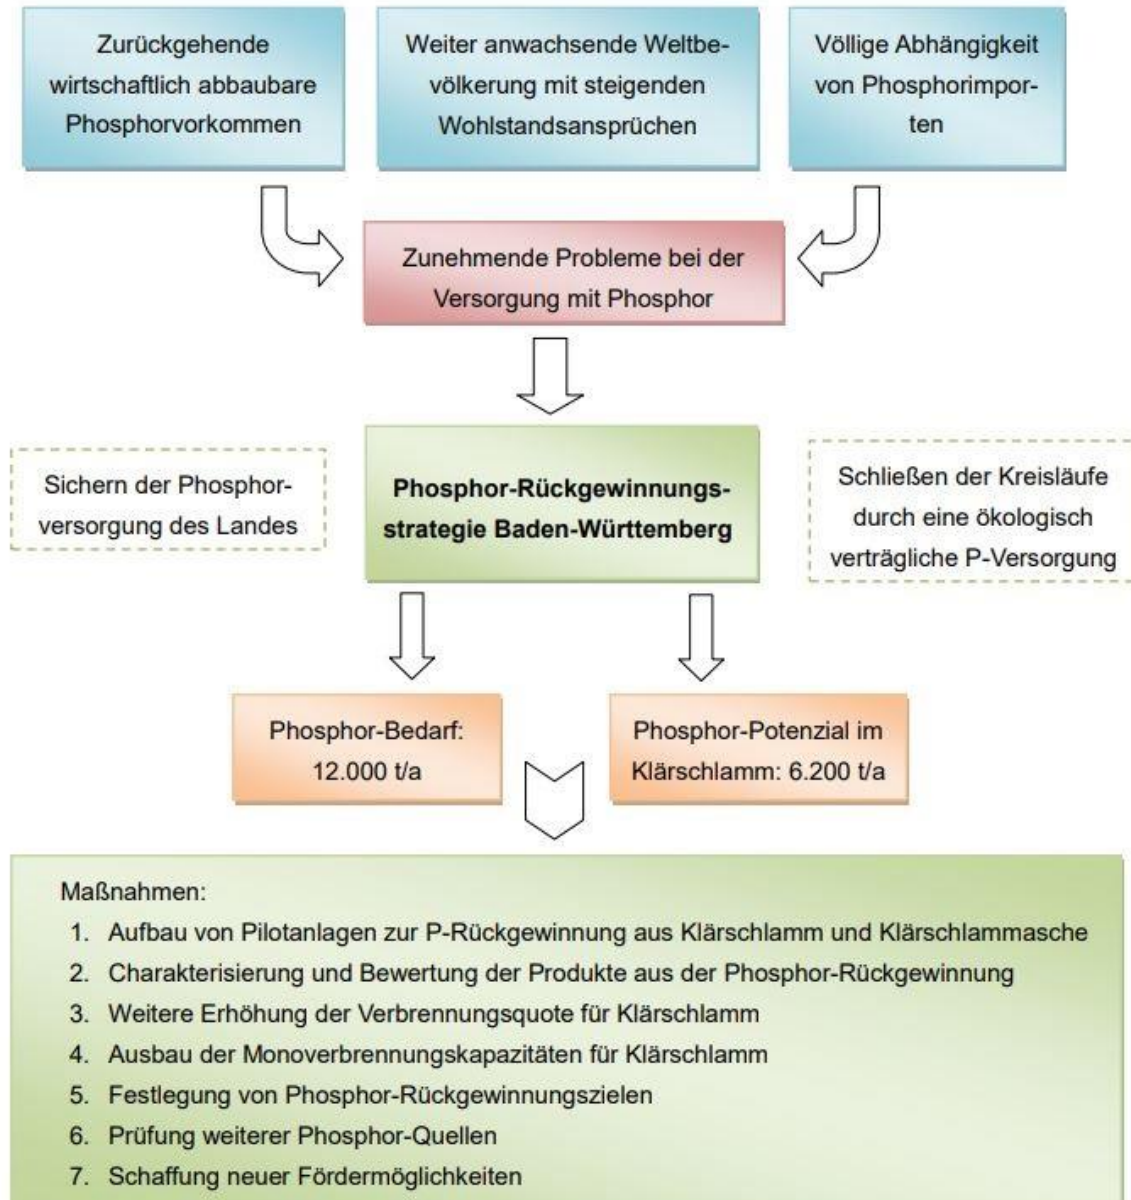 Zurückgehende
wirtschaftlich abbaubare
Phosphorvorkommen
Weiter anwachsende Weltbe-
völkerung mit steigenden
Wohlstandsansprüchen
Völlige Abhängigkeit
von Phosphorimpor-
ten
Zunehmende Probleme bei der
Versorgung mit Phosphor
Sichern der Phosphor-
versorgung des Landes
Phosphor-Rückgewinnungs-
strategie Baden-Württemberg
Schließen der Kreisläufe
durch eine ökologisch
verträgliche P-Versorgung
Phosphor-Bedarf:
12.000 t/a
Phosphor-Potenzial im
Klärschlamm: 6.200 t/a
Maßnahmen:
1. Aufbau von Pilotanlagen zur P-Rückgewinnung aus Klärschlamm und Klärschlammasche
2. Charakterisierung und Bewertung der Produkte aus der Phosphor-Rückgewinnung
3. Weitere Erhöhung der Verbrennungsquote für Klärschlamm
4. Ausbau der Monoverbrennungskapazitäten für Klärschlamm
5. Festlegung von Phosphor-Rückgewinnungszielen
6. Prüfung weiterer Phosphor-Quellen
7. Schaffung neuer Fördermöglichkeiten